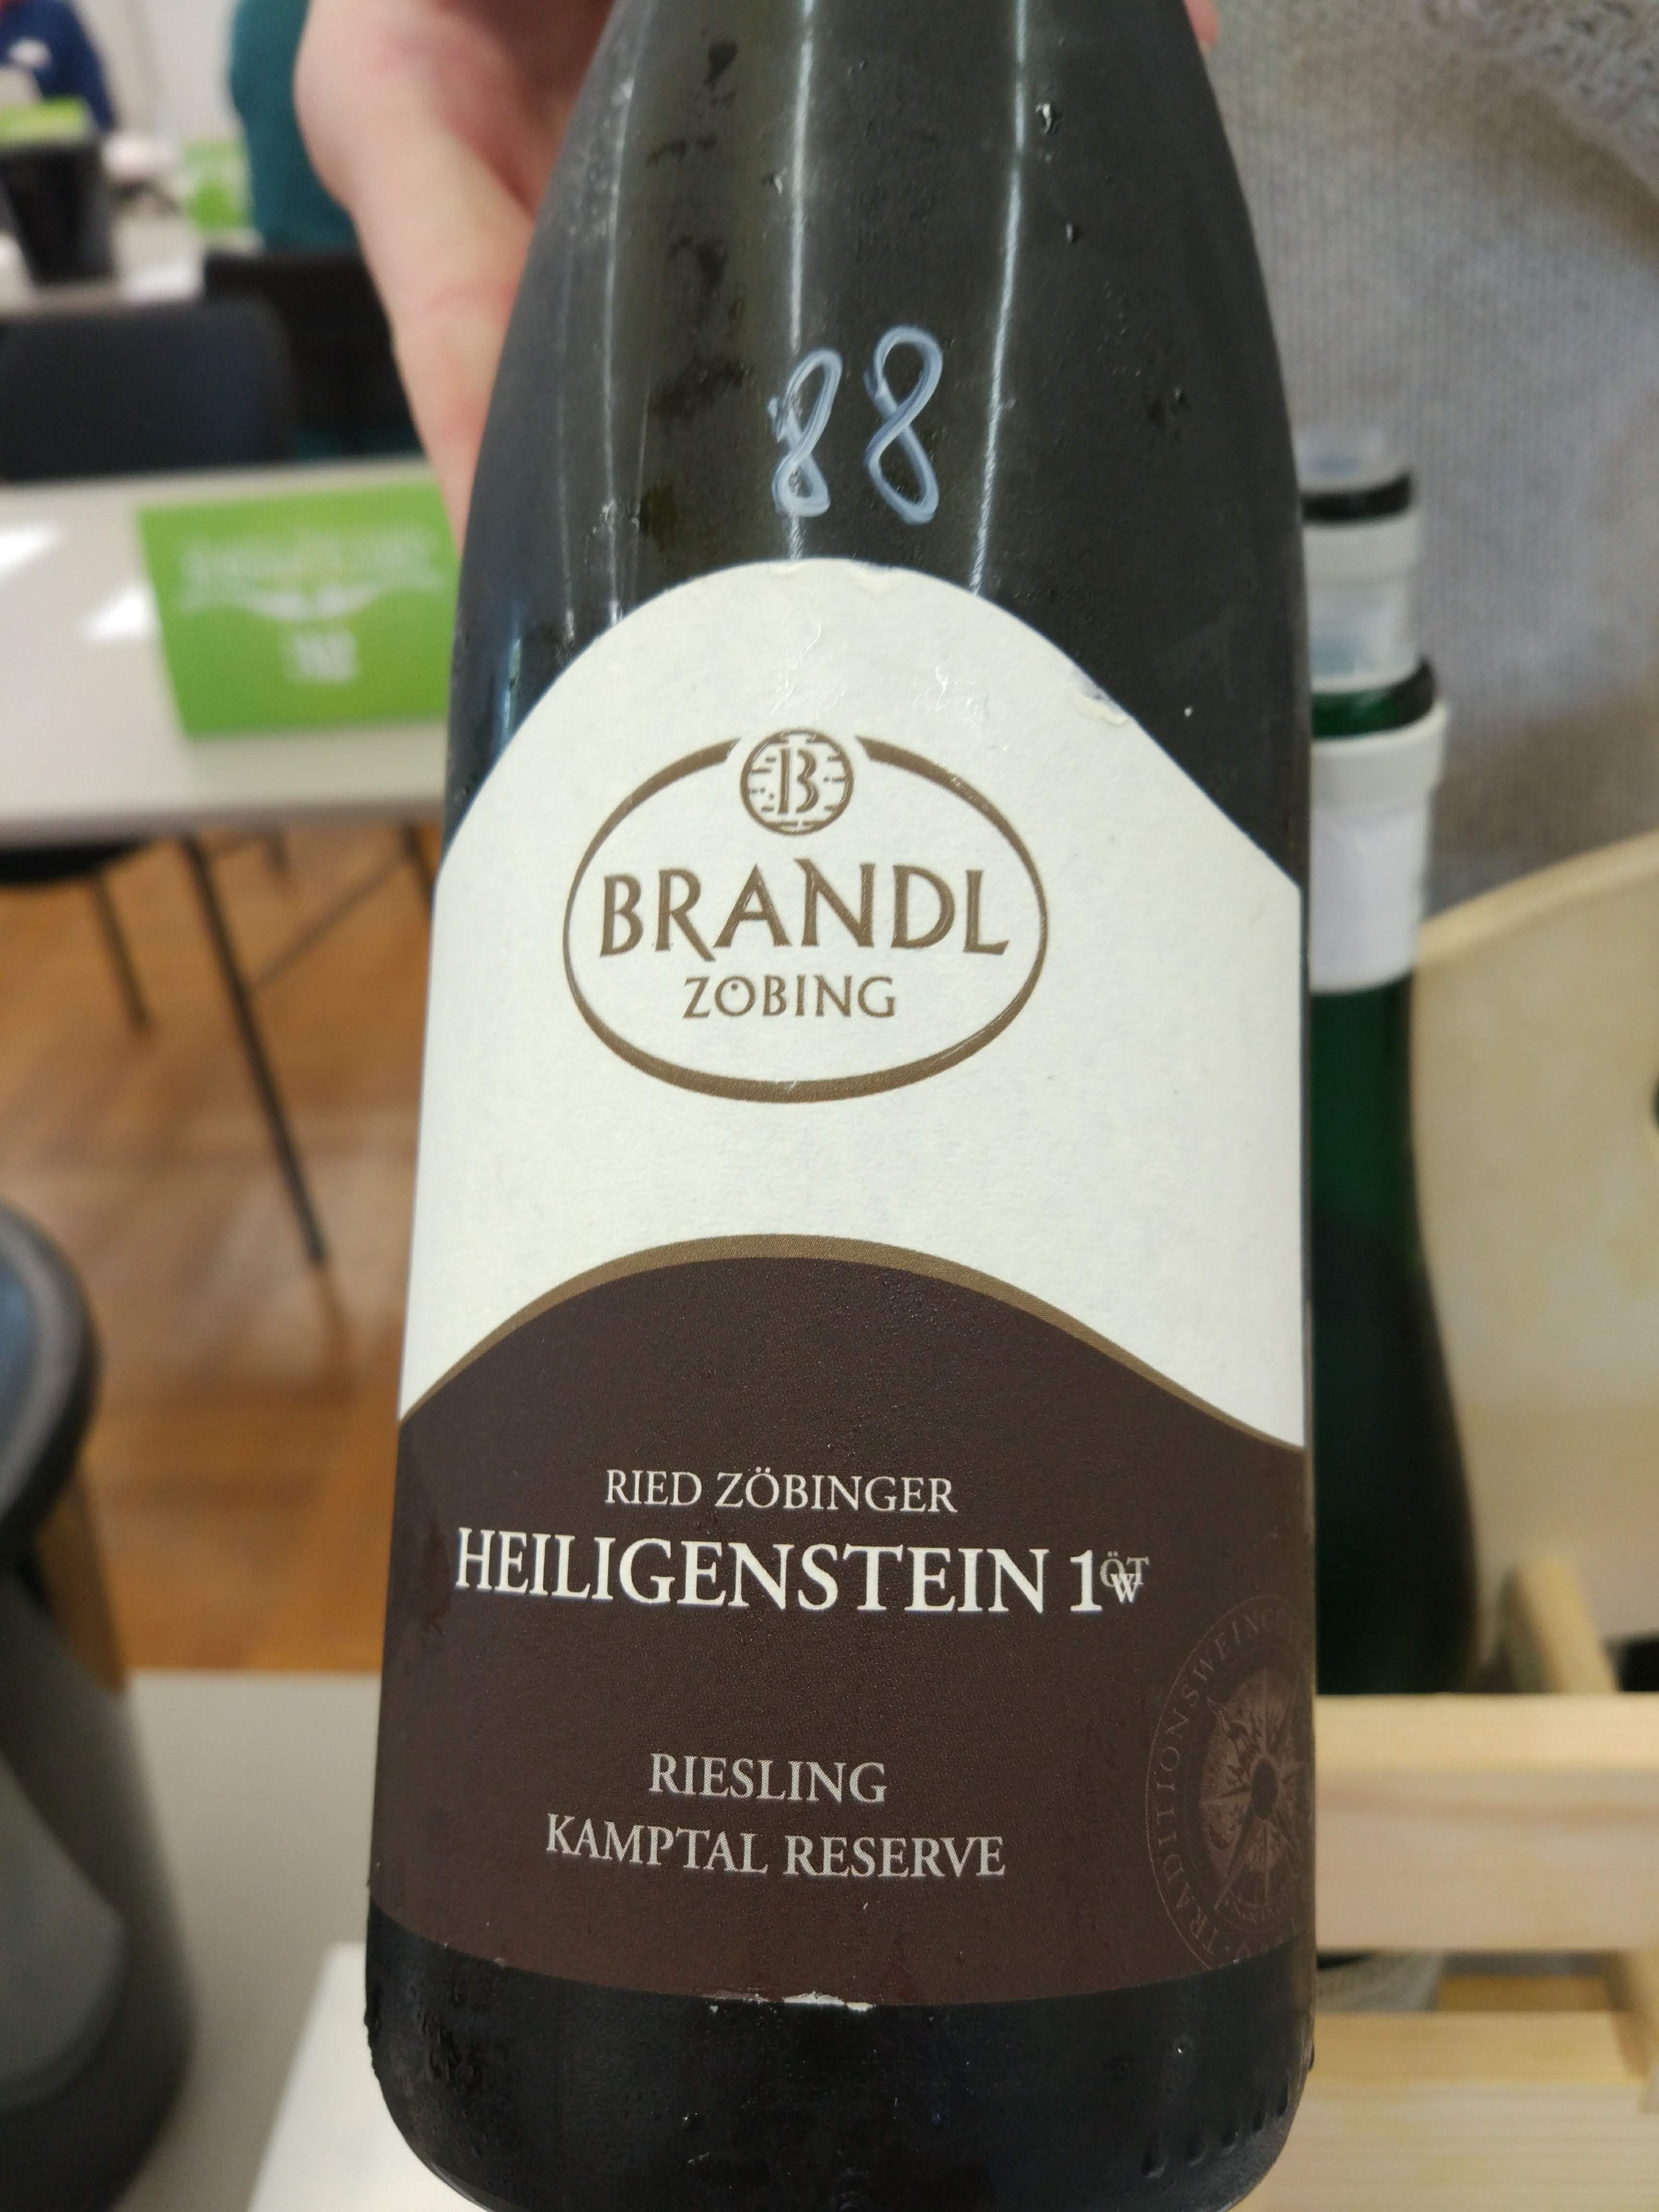 88
B
BRANDL
ZÖBING
RIED ZÖBINGER
HEILIGENSTEIN 1ÖTW
RIESLING
KAMPTAL RESERVE